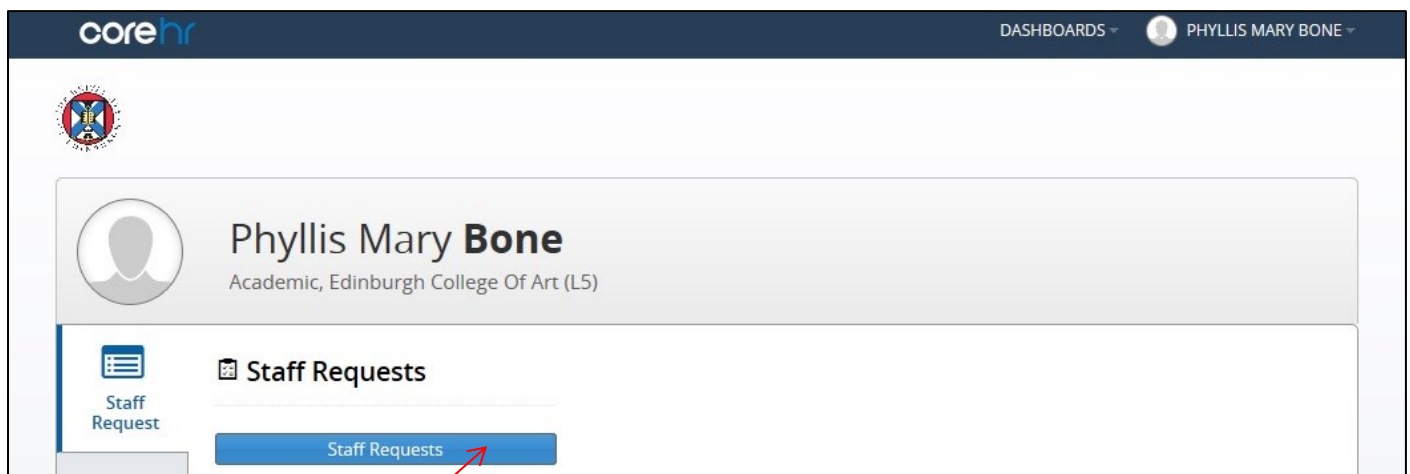 corehr
DASHBOARDS
PHYLLIS MARY BONE
Phyllis Mary Bone
Academic, Edinburgh College Of Art (L5)
Staff
Request
Staff Requests
Staff Requests